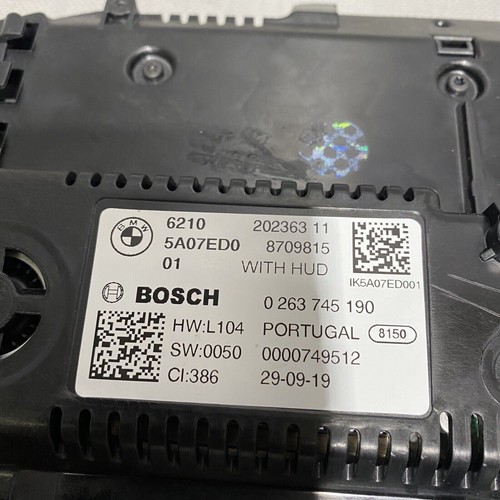 BMW
6210 202363 11
5A07ED0 8709815
01 WITH HUD
IK5A07ED001
BOSCH 0 263 745 190
HW:L104 PORTUGAL 8150
SW:0050 0000749512
CI:386 29-09-19